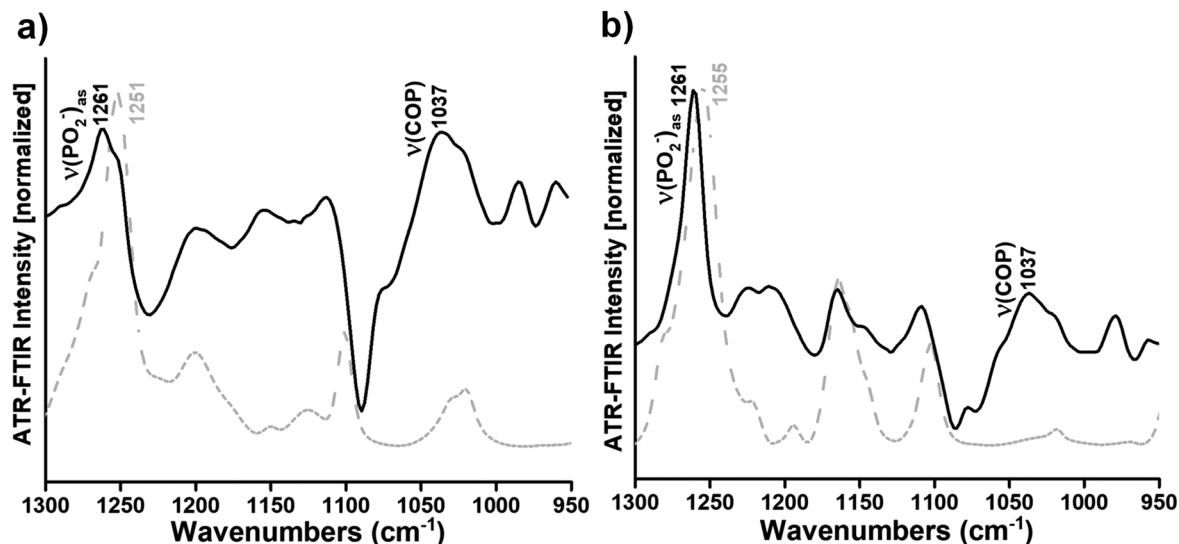 a)
ATR-FTIR Intensity [normalized]
ν(PO₂⁻)ₐₛ
1261
1251
ν(COP)
1037
1300 1250 1200 1150 1100 1050 1000 950
Wavenumbers (cm⁻¹)
b)
ATR-FTIR Intensity [normalized]
ν(PO₂⁻)ₐₛ 1261
1255
ν(COP)
1037
1300 1250 1200 1150 1100 1050 1000 950
Wavenumbers (cm⁻¹)